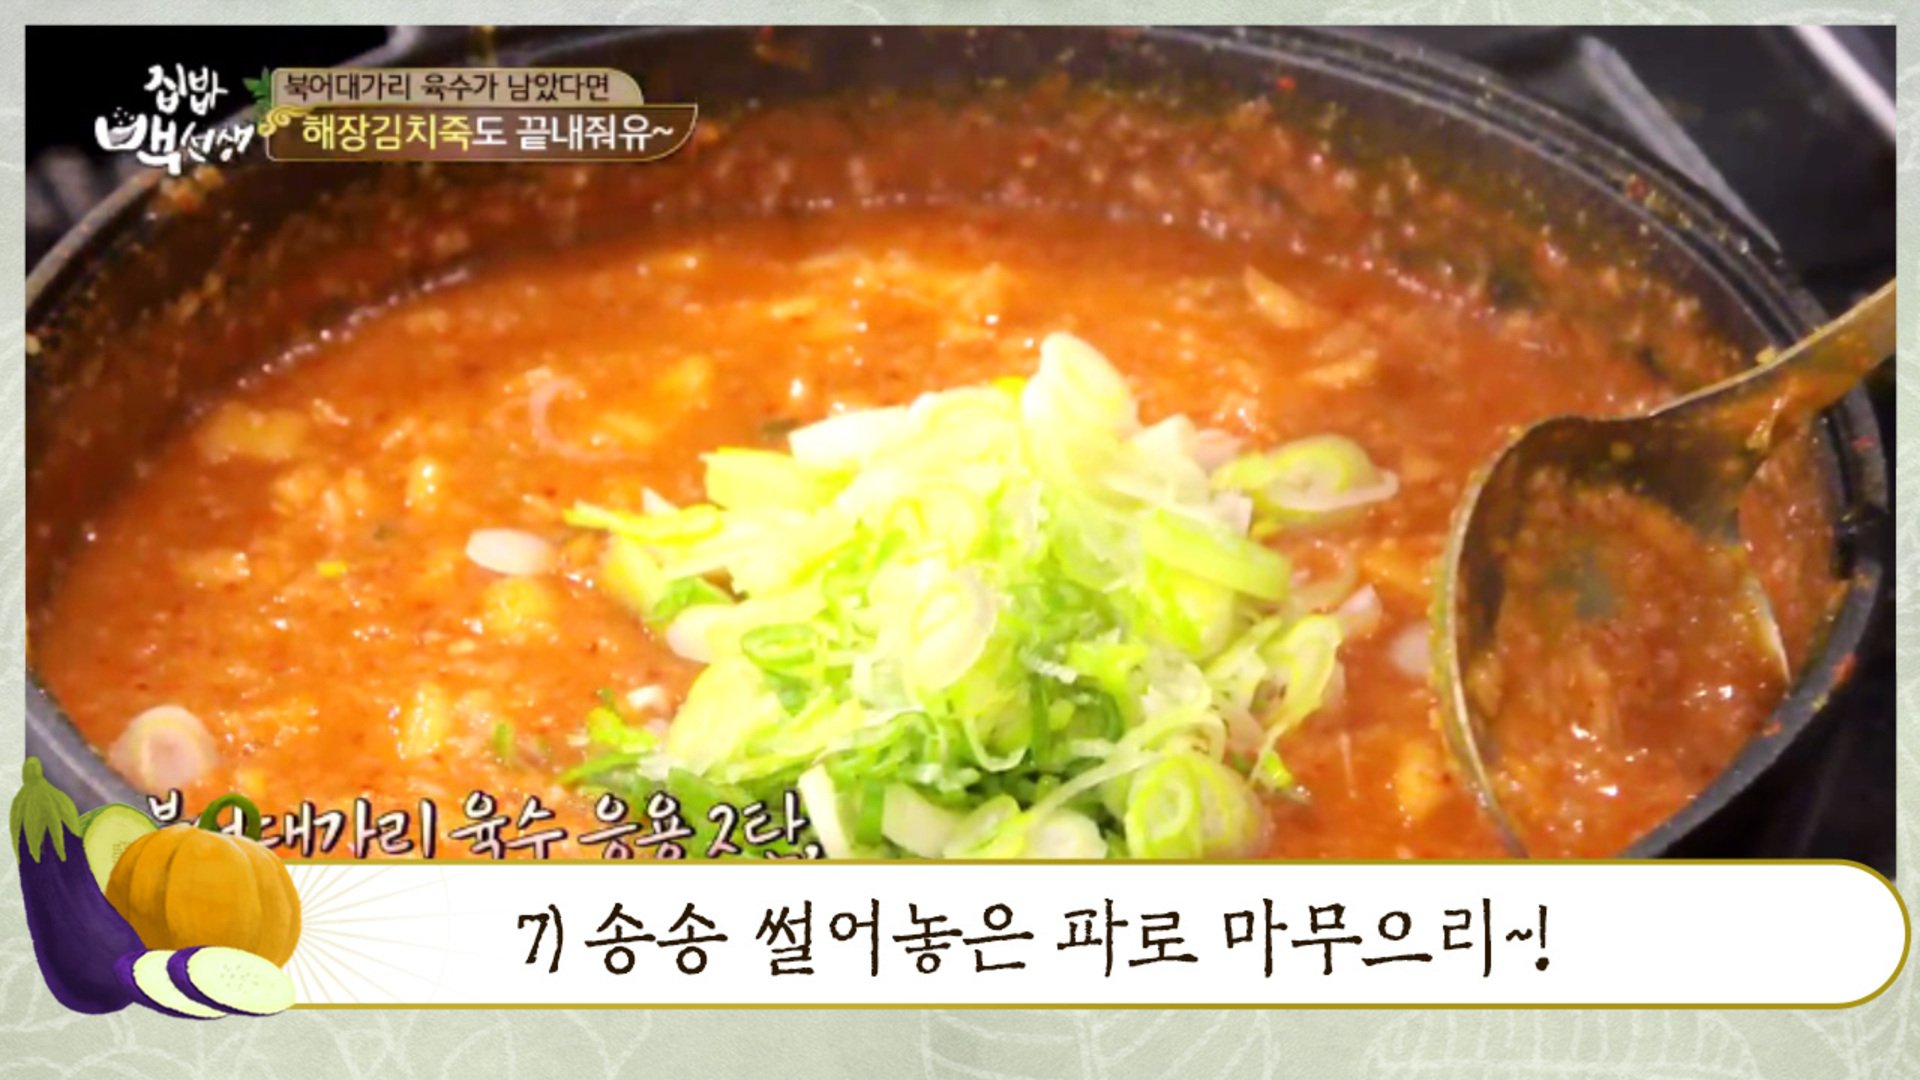 집밥
백선생
북어대가리 육수가 남았다면
해장김치죽도 끝내줘유~
북어대가리 육수 응용 2탄,
7) 송송 썰어놓은 파로 마무으리~!